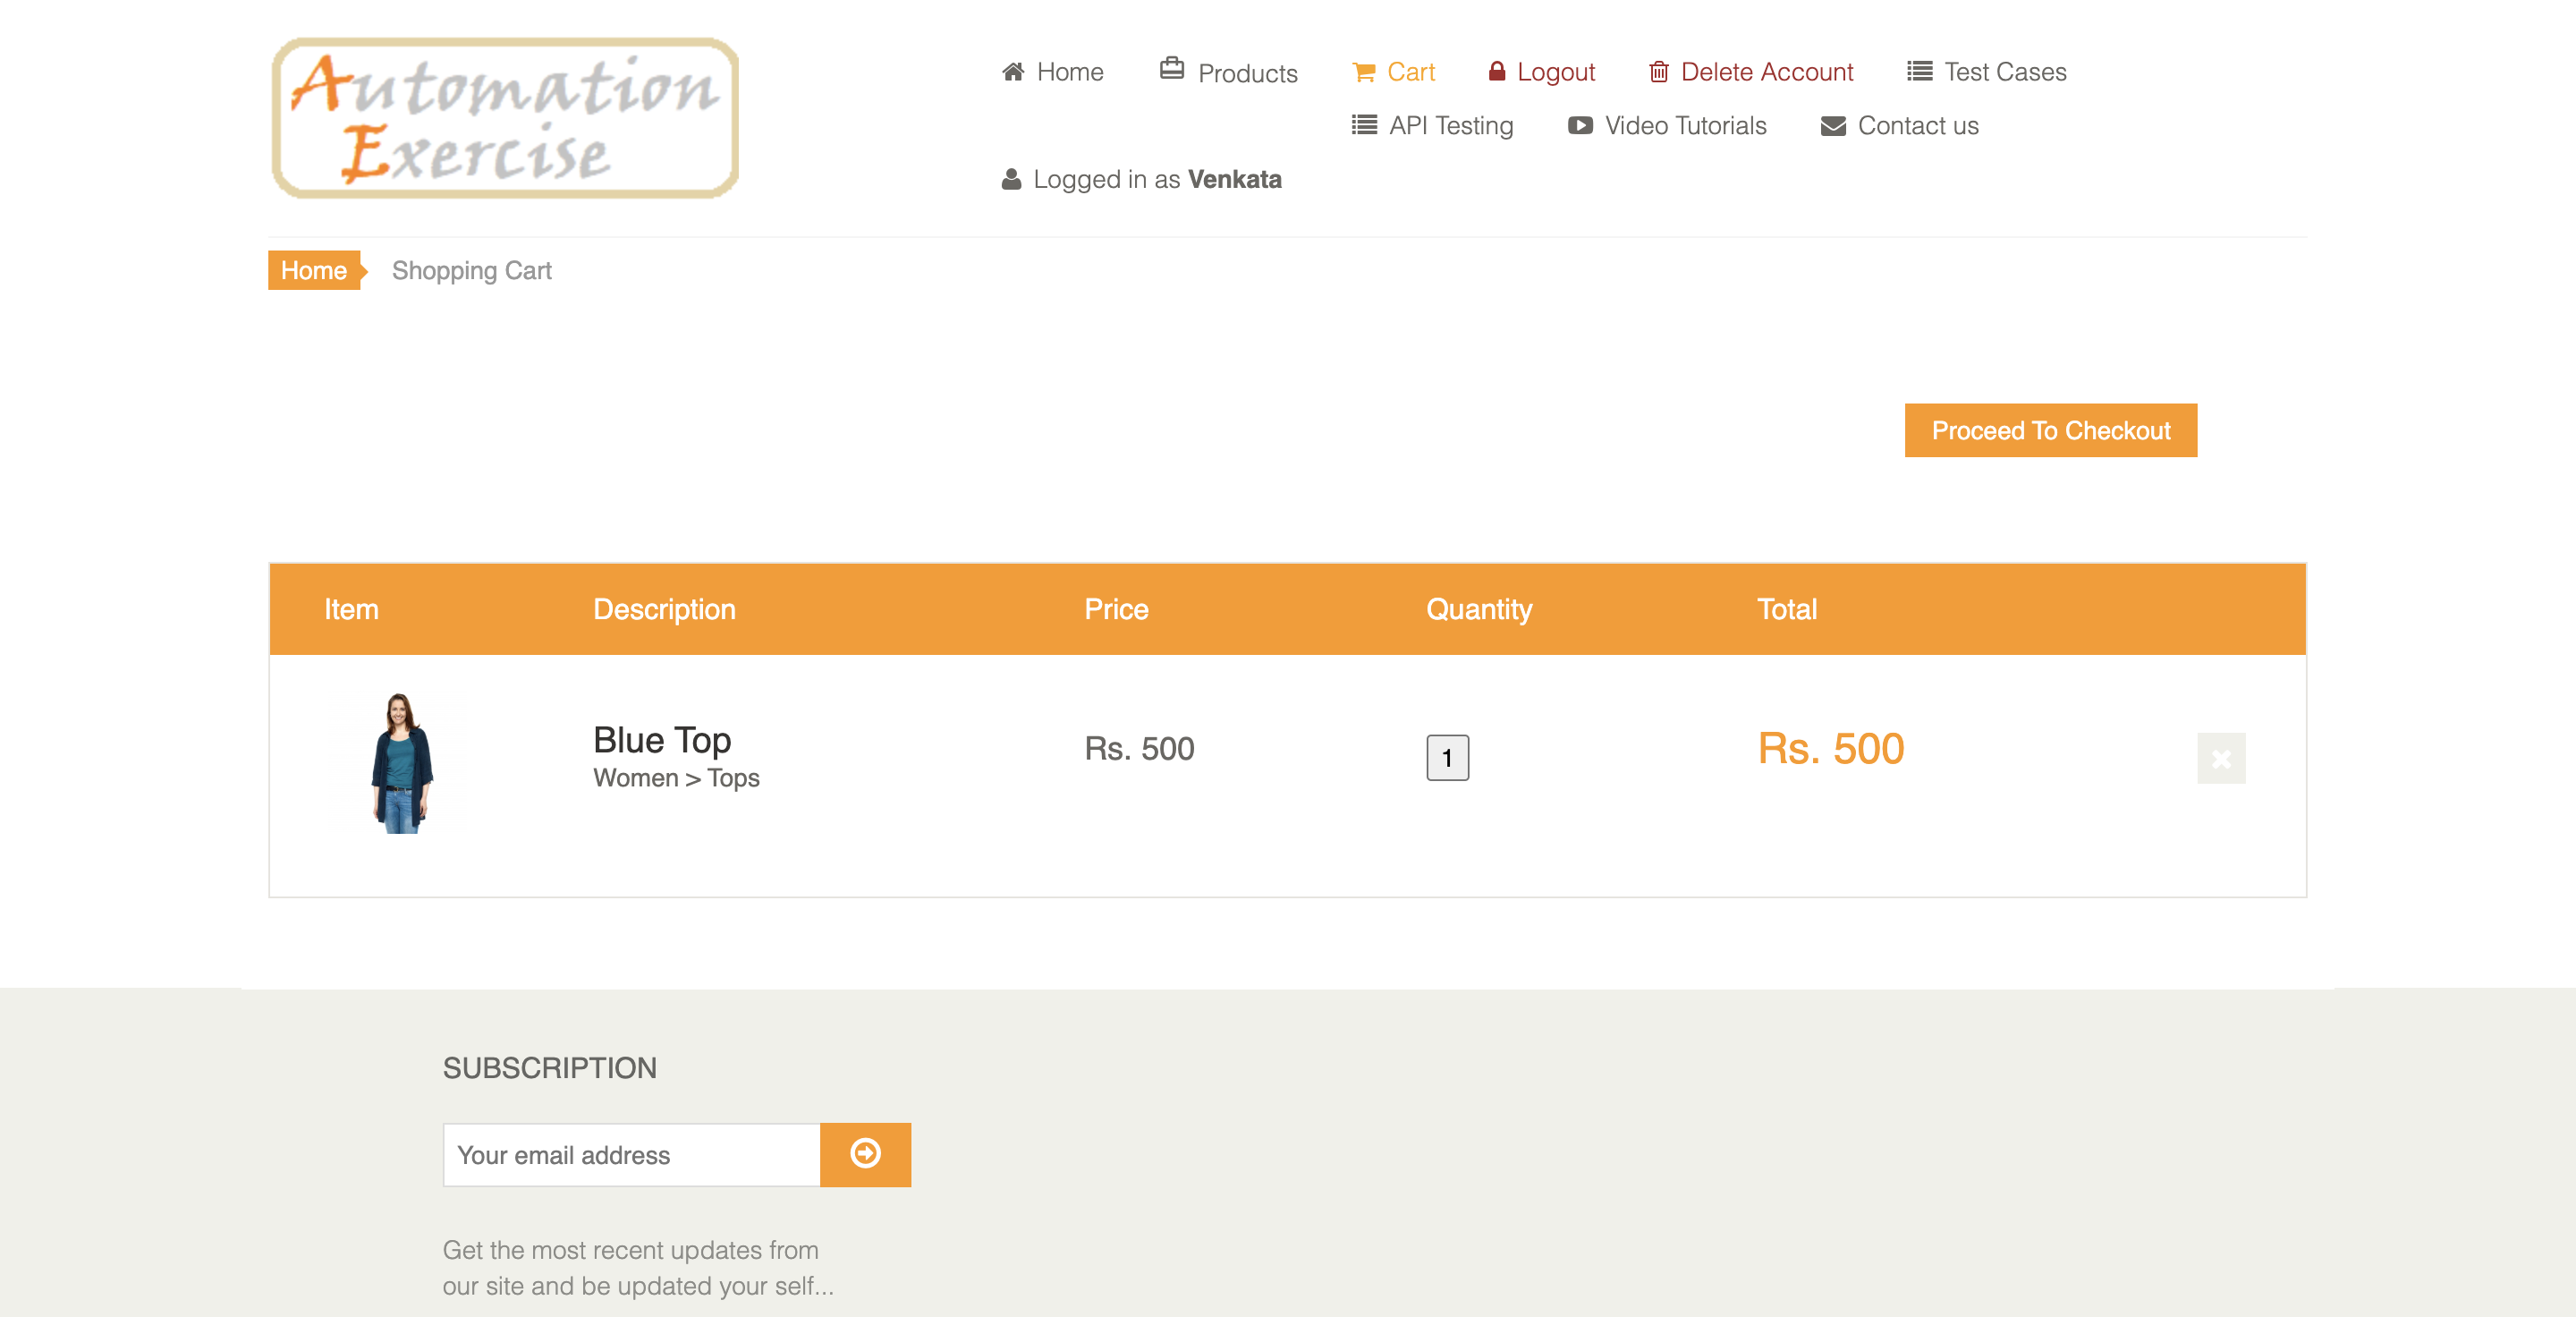 Automation
Exercise
Home Products Cart Logout Delete Account Test Cases
API Testing Video Tutorials Contact us
Logged in as Venkata
Home Shopping Cart
Proceed To Checkout
Item Description Price Quantity Total
Blue Top Rs. 500 1 Rs. 500
Women > Tops
SUBSCRIPTION
Your email address
Get the most recent updates from
our site and be updated your self...